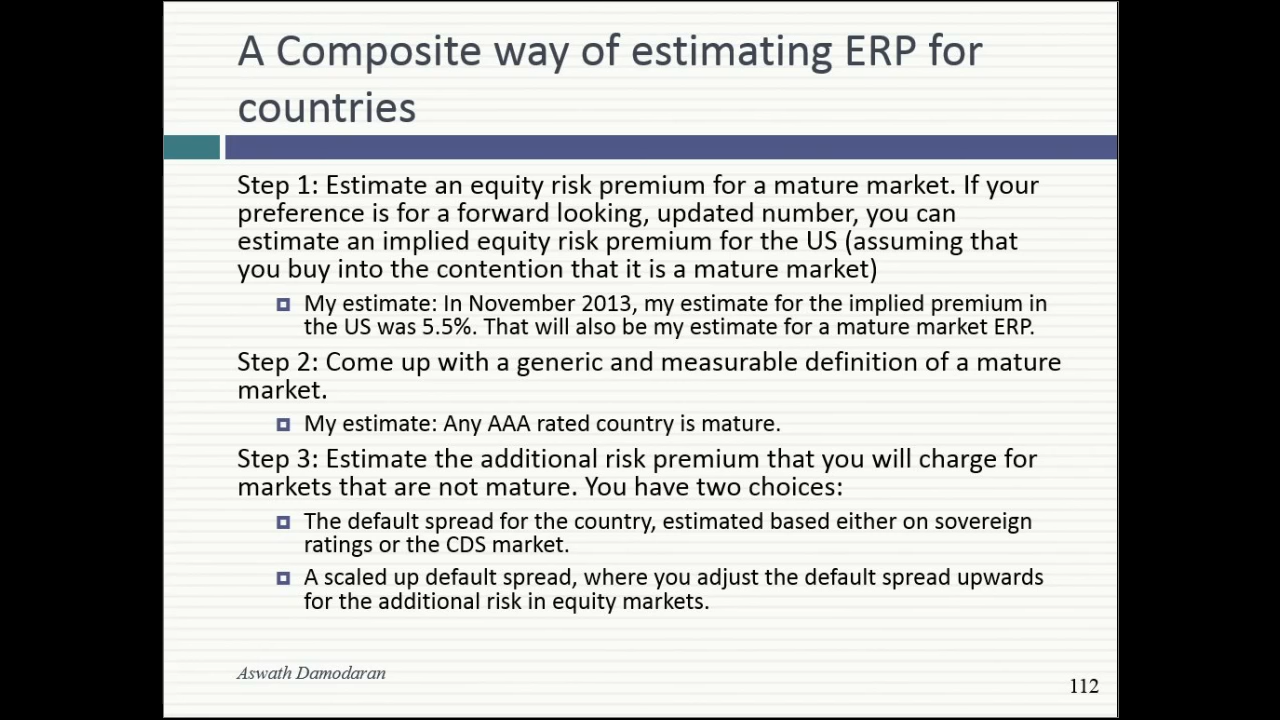 A Composite way of estimating ERP for
countries
Step 1: Estimate an equity risk premium for a mature market. If your
preference is for a forward looking, updated number, you can
estimate an implied equity risk premium for the US (assuming that
you buy into the contention that it is a mature market)
My estimate: In November 2013, my estimate for the implied premium in
the US was 5.5%. That will also be my estimate for a mature market ERP.
Step 2: Come up with a generic and measurable definition of a mature
market.
My estimate: Any AAA rated country is mature.
Step 3: Estimate the additional risk premium that you will charge for
markets that are not mature. You have two choices:
The default spread for the country, estimated based either on sovereign
ratings or the CDS market.
A scaled up default spread, where you adjust the default spread upwards
for the additional risk in equity markets.
Aswath Damodaran
112